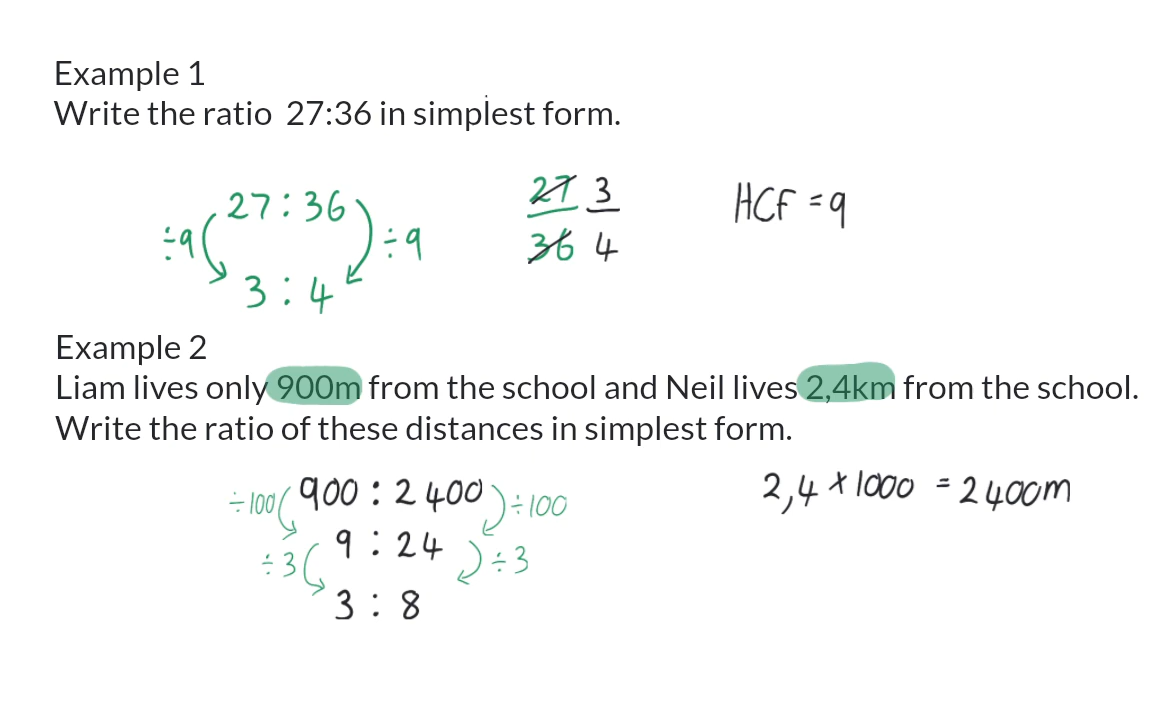 Example 1
Write the ratio 27:36 in simplest form.
27 : 36
÷9 ÷9
3 : 4
27 3
36 4
HCF = 9
Example 2
Liam lives only 900m from the school and Neil lives 2,4km from the school.
Write the ratio of these distances in simplest form.
÷100 900 : 2400 ÷100
÷3 9 : 24 ÷3
3 : 8
2,4 × 1000 = 2400m